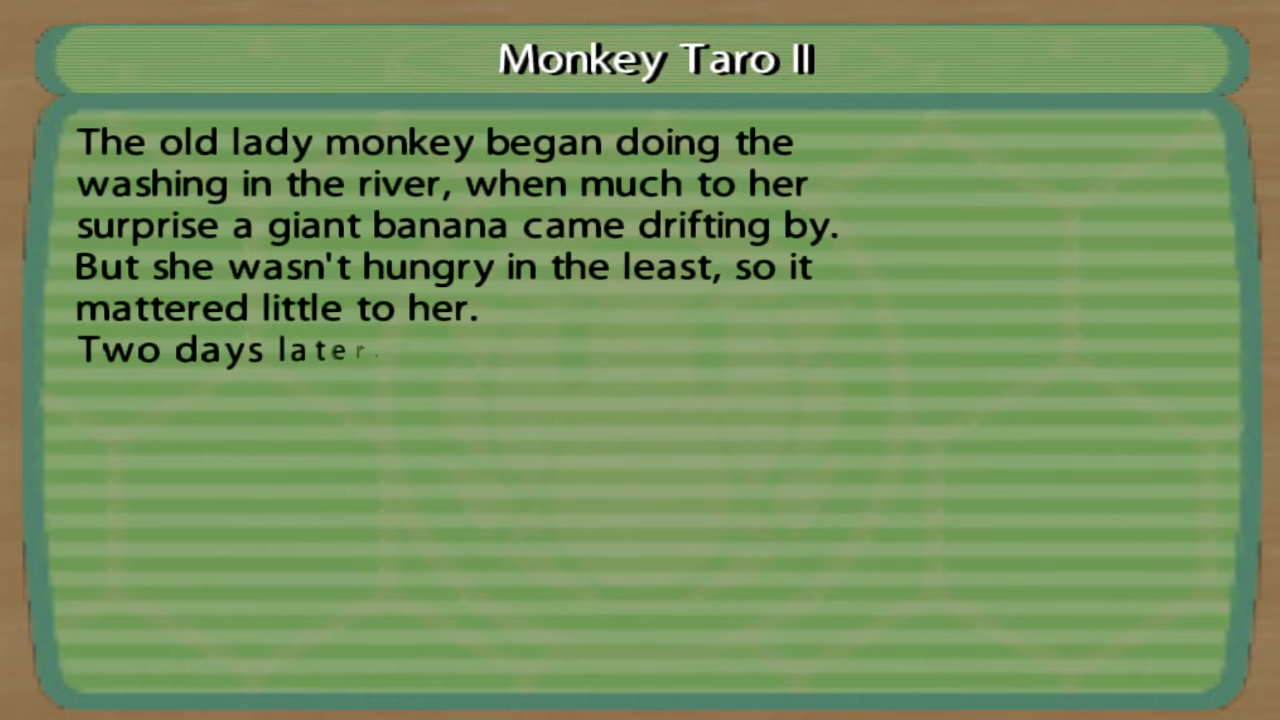 Monkey Taro II
The old lady monkey began doing the
washing in the river, when much to her
surprise a giant banana came drifting by.
But she wasn't hungry in the least, so it
mattered little to her.
Two days later.